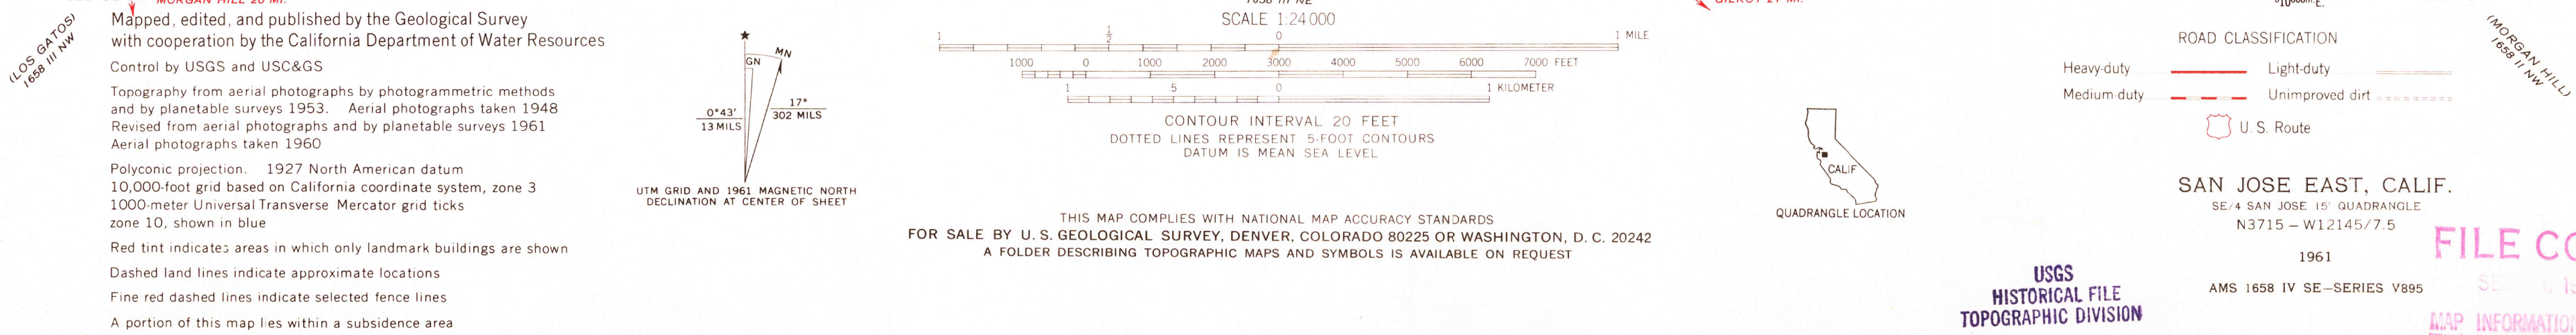 MORGAN HILL 20 MI.
(LOS GATOS)
1658 III NW
Mapped, edited, and published by the Geological Survey
with cooperation by the California Department of Water Resources
Control by USGS and USC&GS
Topography from aerial photographs by photogrammetric methods
and by planetable surveys 1953. Aerial photographs taken 1948
Revised from aerial photographs and by planetable surveys 1961
Aerial photographs taken 1960
Polyconic projection. 1927 North American datum
10,000-foot grid based on California coordinate system, zone 3
1000-meter Universal Transverse Mercator grid ticks
zone 10, shown in blue
Red tint indicates areas in which only landmark buildings are shown
Dashed land lines indicate approximate locations
Fine red dashed lines indicate selected fence lines
A portion of this map lies within a subsidence area
MN
GN
0°43'
13 MILS
17°
302 MILS
UTM GRID AND 1961 MAGNETIC NORTH
DECLINATION AT CENTER OF SHEET
1658 III NE
SCALE 1:24000
1 ½ 0 1 MILE
1000 0 1000 2000 3000 4000 5000 6000 7000 FEET
1 .5 0 1 KILOMETER
CONTOUR INTERVAL 20 FEET
DOTTED LINES REPRESENT 5-FOOT CONTOURS
DATUM IS MEAN SEA LEVEL
THIS MAP COMPLIES WITH NATIONAL MAP ACCURACY STANDARDS
FOR SALE BY U. S. GEOLOGICAL SURVEY, DENVER, COLORADO 80225 OR WASHINGTON, D. C. 20242
A FOLDER DESCRIBING TOPOGRAPHIC MAPS AND SYMBOLS IS AVAILABLE ON REQUEST
GILROY 27 MI.
CALIF
QUADRANGLE LOCATION
(MORGAN HILL)
1658 II NW
ROAD CLASSIFICATION
Heavy-duty Light-duty
Medium-duty Unimproved dirt
U. S. Route
SAN JOSE EAST, CALIF.
SE/4 SAN JOSE 15' QUADRANGLE
N3715–W12145/7.5
1961
AMS 1658 IV SE–SERIES V895
USGS
HISTORICAL FILE
TOPOGRAPHIC DIVISION
FILE CO
MAP INFORMATIO